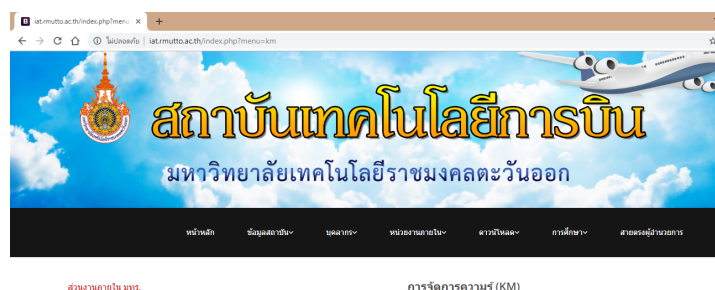 iat.rmutto.ac.th/index.php?menu=
ไม่ปลอดภัย | iat.rmutto.ac.th/index.php?menu=km
สถาบันเทคโนโลยีการบิน
มหาวิทยาลัยเทคโนโลยีราชมงคลตะวันออก
หน้าหลัก ข้อมูลสถาบัน บุคลากร หน่วยงานภายใน ดาวน์โหลด การศึกษา สายตรงผู้อำนวยการ
ส่วนงานภายใน มทร. การจัดการความรู้ (KM)